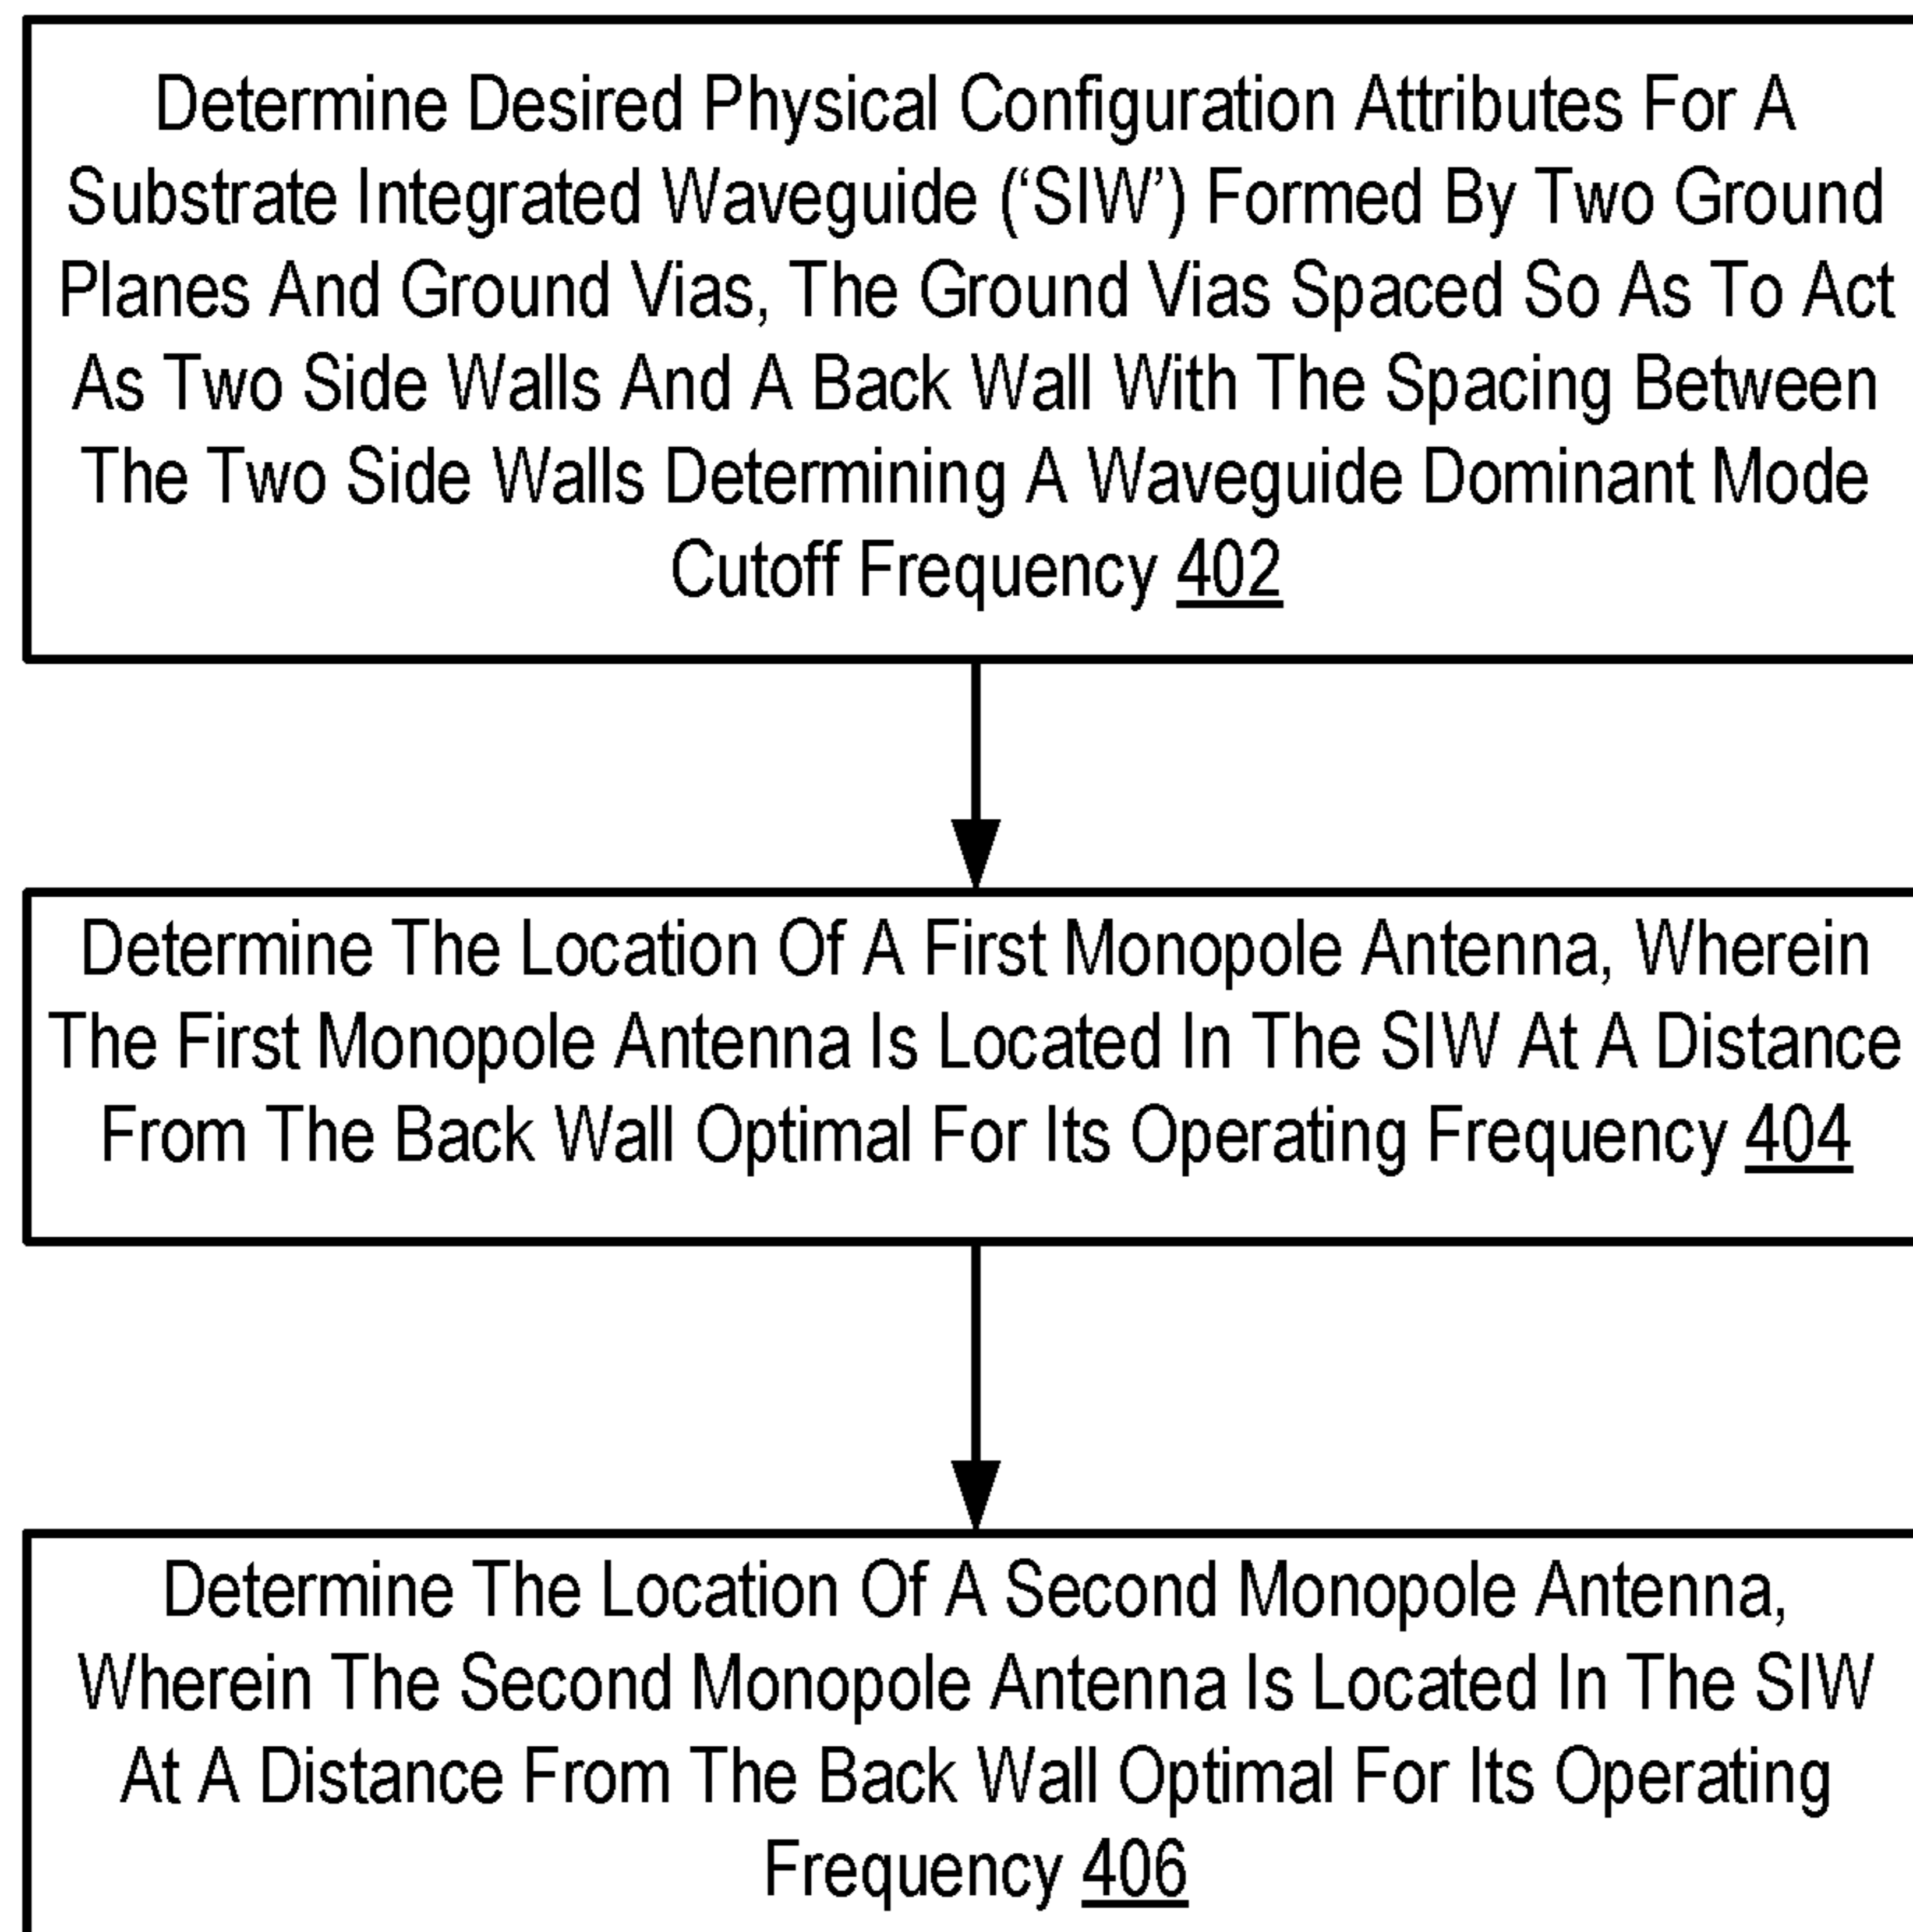 Determine Desired Physical Configuration Attributes For A
Substrate Integrated Waveguide (‘SIW’) Formed By Two Ground
Planes And Ground Vias, The Ground Vias Spaced So As To Act
As Two Side Walls And A Back Wall With The Spacing Between
The Two Side Walls Determining A Waveguide Dominant Mode
Cutoff Frequency 402
Determine The Location Of A First Monopole Antenna, Wherein
The First Monopole Antenna Is Located In The SIW At A Distance
From The Back Wall Optimal For Its Operating Frequency 404
Determine The Location Of A Second Monopole Antenna,
Wherein The Second Monopole Antenna Is Located In The SIW
At A Distance From The Back Wall Optimal For Its Operating
Frequency 406